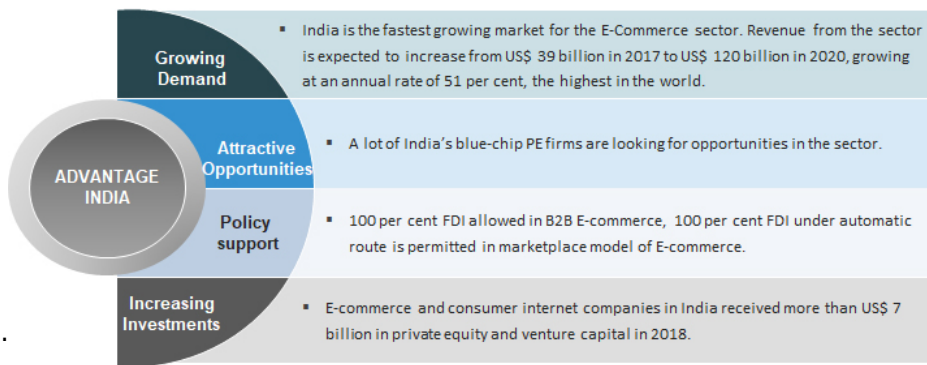 ADVANTAGE
INDIA
Growing
Demand
▪ India is the fastest growing market for the E-Commerce sector. Revenue from the sector
is expected to increase from US$ 39 billion in 2017 to US$ 120 billion in 2020, growing
at an annual rate of 51 per cent, the highest in the world.
Attractive
Opportunities
▪ A lot of India's blue-chip PE firms are looking for opportunities in the sector.
Policy
support
▪ 100 per cent FDI allowed in B2B E-commerce, 100 per cent FDI under automatic
route is permitted in marketplace model of E-commerce.
Increasing
Investments
▪ E-commerce and consumer internet companies in India received more than US$ 7
billion in private equity and venture capital in 2018.
.